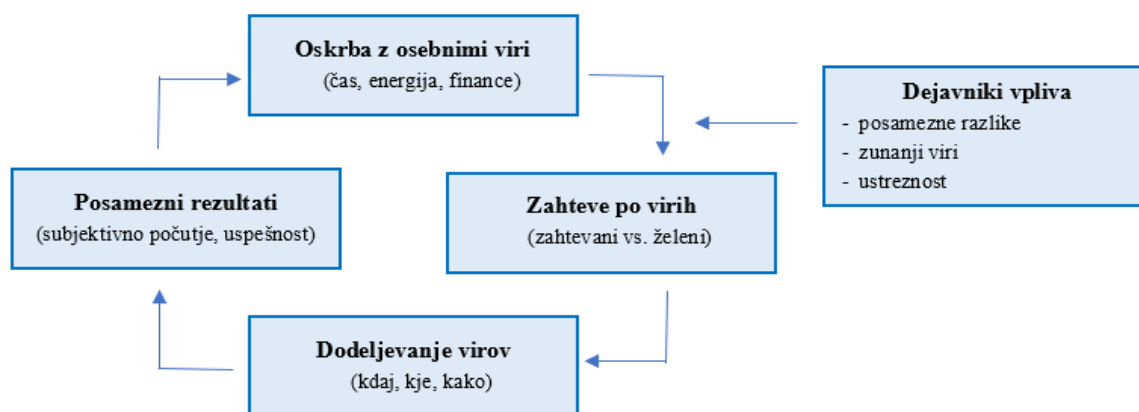 Oskrba z osebnimi viri
(čas, energija, finance)
Dejavniki vpliva
- posamezne razlike
- zunanji viri
- ustreznost
Posamezni rezultati
(subjektivno počutje, uspešnost)
Zahteve po virih
(zahtevani vs. želeni)
Dodeljevanje virov
(kdaj, kje, kako)